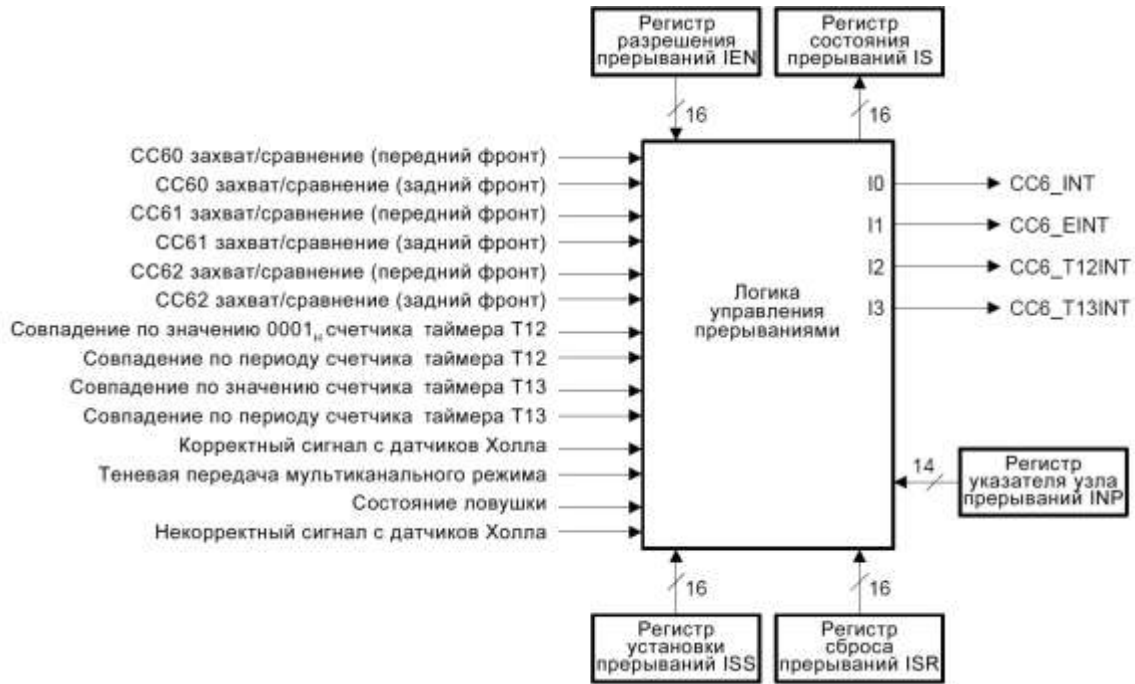 Регистр
разрешения
прерываний IEN
Регистр
состояния
прерываний IS
16
16
CC60 захват/сравнение (передний фронт)
CC60 захват/сравнение (задний фронт)
CC61 захват/сравнение (передний фронт)
CC61 захват/сравнение (задний фронт)
CC62 захват/сравнение (передний фронт)
CC62 захват/сравнение (задний фронт)
Совпадение по значению 0001н счетчика таймера T12
Совпадение по периоду счетчика таймера T12
Совпадение по значению счетчика таймера T13
Совпадение по периоду счетчика таймера T13
Корректный сигнал с датчиков Холла
Теневая передача мультиканального режима
Состояние ловушки
Некорректный сигнал с датчиков Холла
Логика
управления
прерываниями
I0
CC6_INT
I1
CC6_EINT
I2
CC6_T12INT
I3
CC6_T13INT
14
Регистр
указателя узла
прерываний INP
16
16
Регистр
установки
прерываний ISS
Регистр
сброса
прерываний ISR